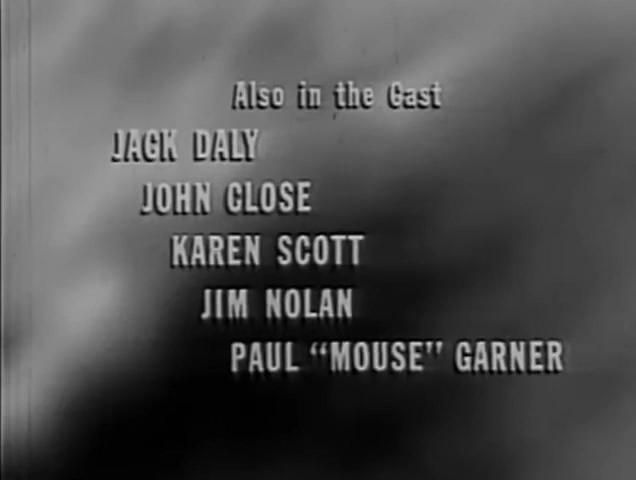 Also in the Cast
JACK DALY
JOHN CLOSE
KAREN SCOTT
JIM NOLAN
PAUL "MOUSE" GARNER